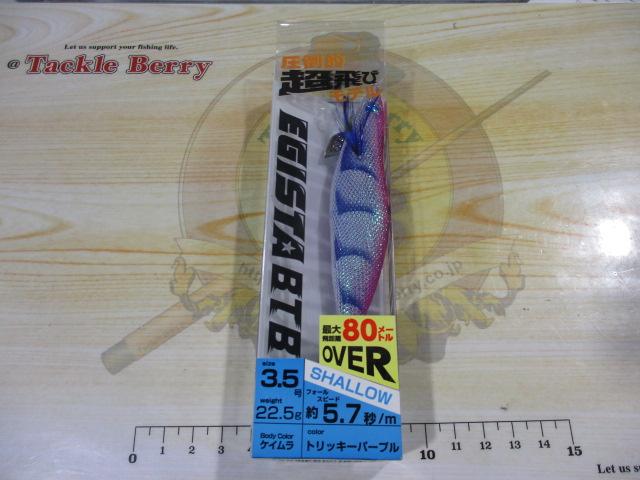 Let us support your fishing life.
@ Tackle Berry
圧倒的
超飛び
モデル
EGISTA★BTB
最大
飛距離
80メートル
OVER
SHALLOW
size
3.5号
weight
22.5g
フォール
スピード
約5.7秒/m
Body Color
ケイムラ
color
トリッキーパープル
0 1 2 3 4 5 10 11 12 13 14 15
Let us su